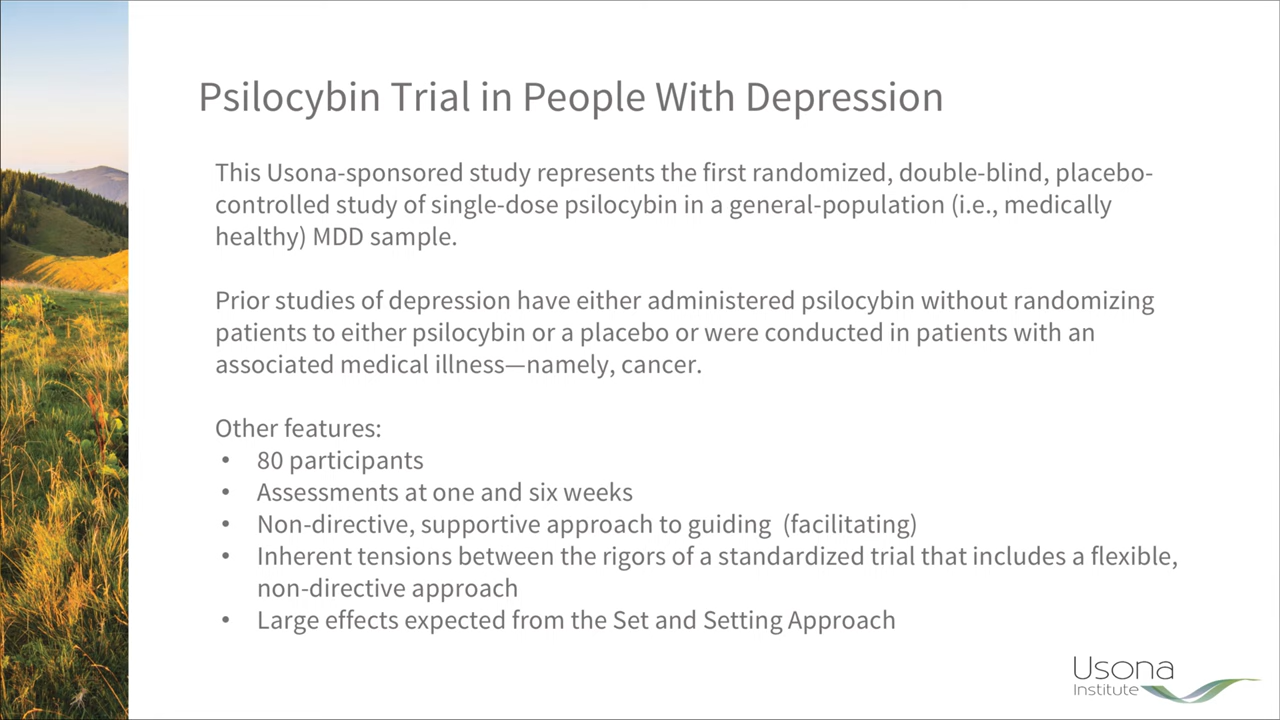 Psilocybin Trial in People With Depression
This Usona-sponsored study represents the first randomized, double-blind, placebo-
controlled study of single-dose psilocybin in a general-population (i.e., medically
healthy) MDD sample.
Prior studies of depression have either administered psilocybin without randomizing
patients to either psilocybin or a placebo or were conducted in patients with an
associated medical illness—namely, cancer.
Other features:
• 80 participants
• Assessments at one and six weeks
• Non-directive, supportive approach to guiding  (facilitating)
• Inherent tensions between the rigors of a standardized trial that includes a flexible,
non-directive approach
• Large effects expected from the Set and Setting Approach
Usona
Institute